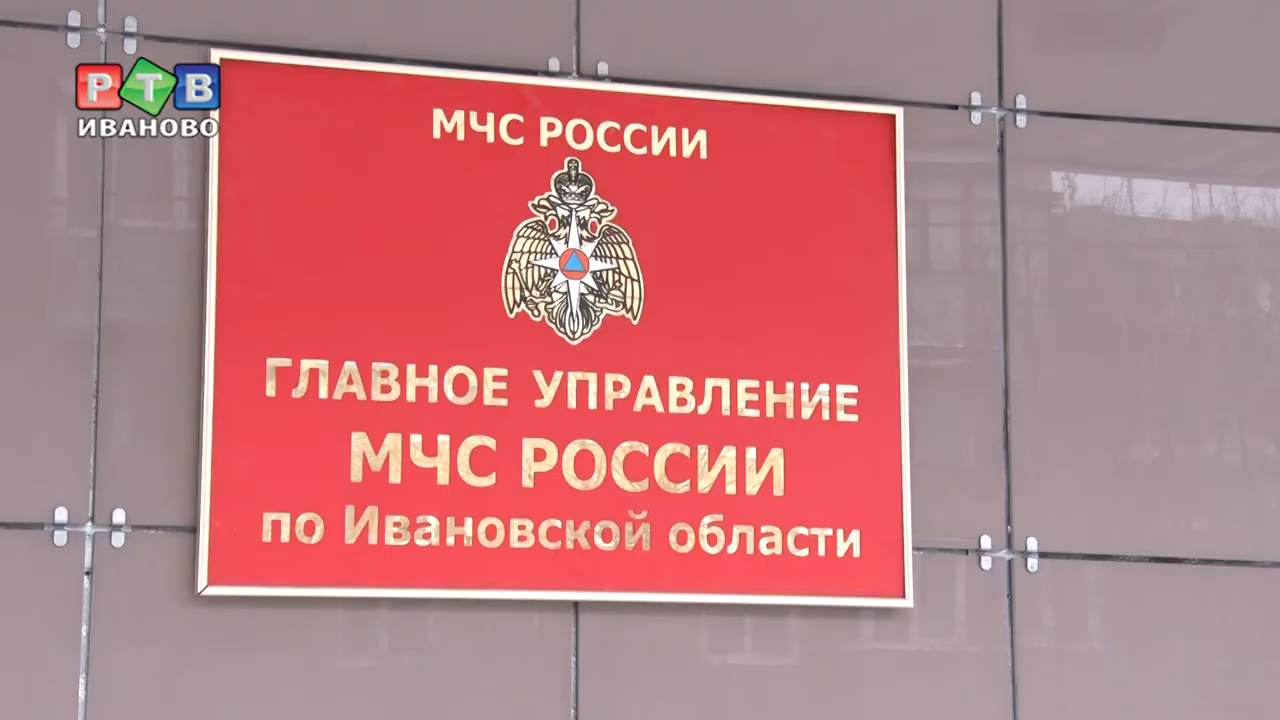 РТВ
ИВАНОВО
МЧС РОССИИ
ГЛАВНОЕ УПРАВЛЕНИЕ
МЧС РОССИИ
по Ивановской области